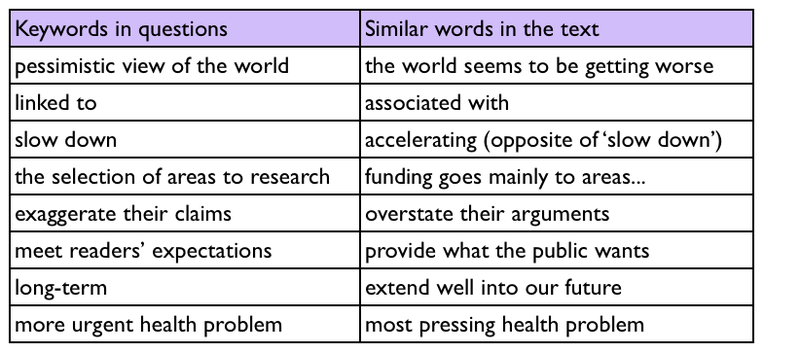 Keywords in questions Similar words in the text
pessimistic view of the world the world seems to be getting worse
linked to associated with
slow down accelerating (opposite of ‘slow down’)
the selection of areas to research funding goes mainly to areas...
exaggerate their claims overstate their arguments
meet readers’ expectations provide what the public wants
long-term extend well into our future
more urgent health problem most pressing health problem